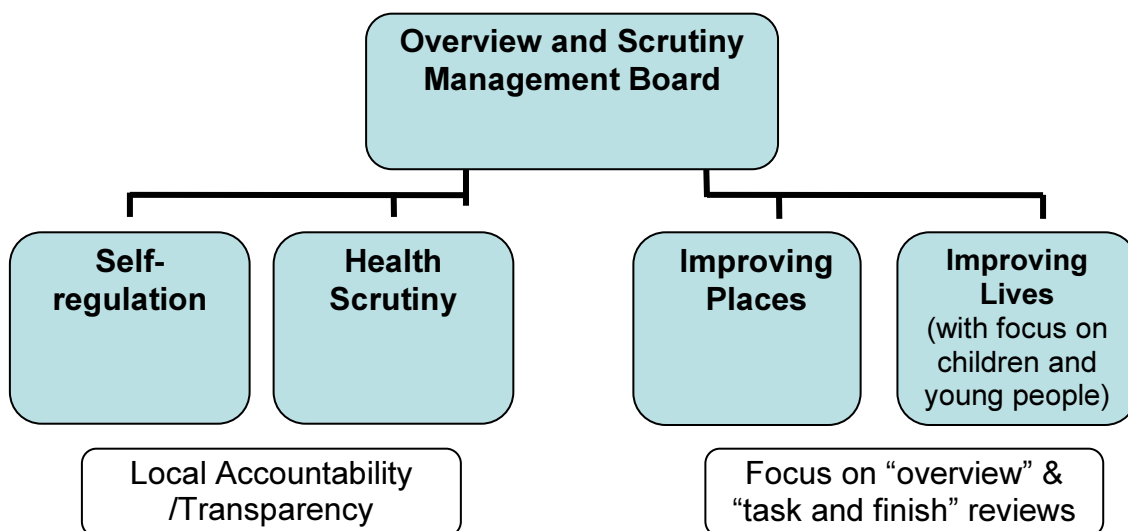 Overview and Scrutiny
Management Board
Self-
regulation
Health
Scrutiny
Improving
Places
Improving
Lives
(with focus on
children and
young people)
Local Accountability
/Transparency
Focus on “overview” &
“task and finish” reviews